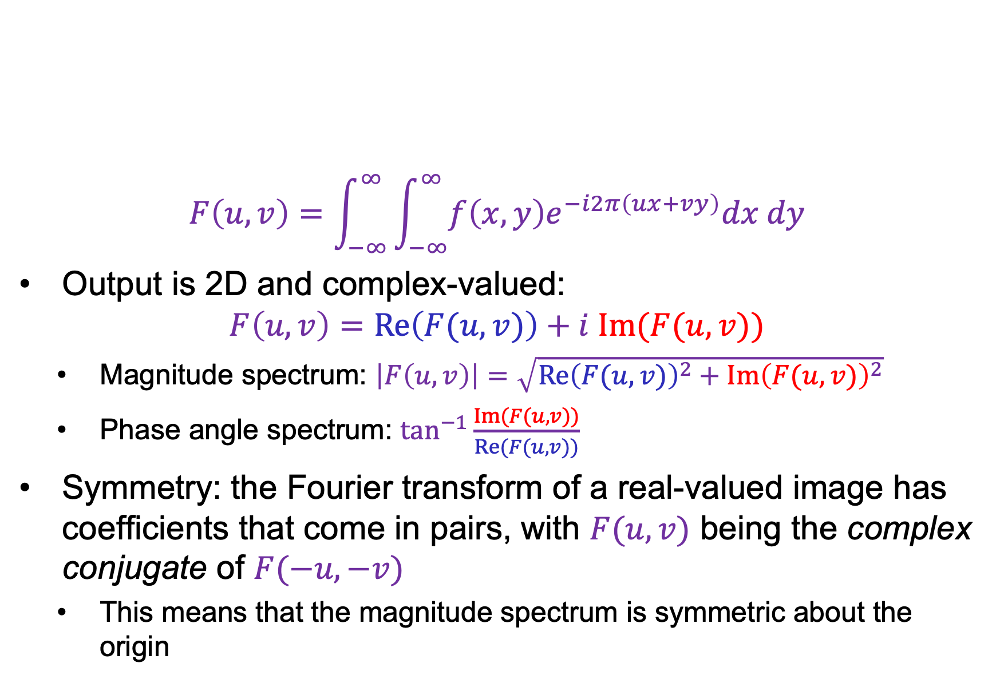 F(u, v) = ∫_{−∞}^{∞} ∫_{−∞}^{∞} f(x, y)e^{−i2π(ux+vy)} dx dy
• Output is 2D and complex-valued:
F(u, v) = Re(F(u, v)) + i Im(F(u, v))
• Magnitude spectrum: |F(u, v)| = √(Re(F(u, v))² + Im(F(u, v))²)
• Phase angle spectrum: tan⁻¹ Im(F(u,v))/Re(F(u,v))
• Symmetry: the Fourier transform of a real-valued image has
coefficients that come in pairs, with F(u, v) being the complex
conjugate of F(−u, −v)
• This means that the magnitude spectrum is symmetric about the
origin